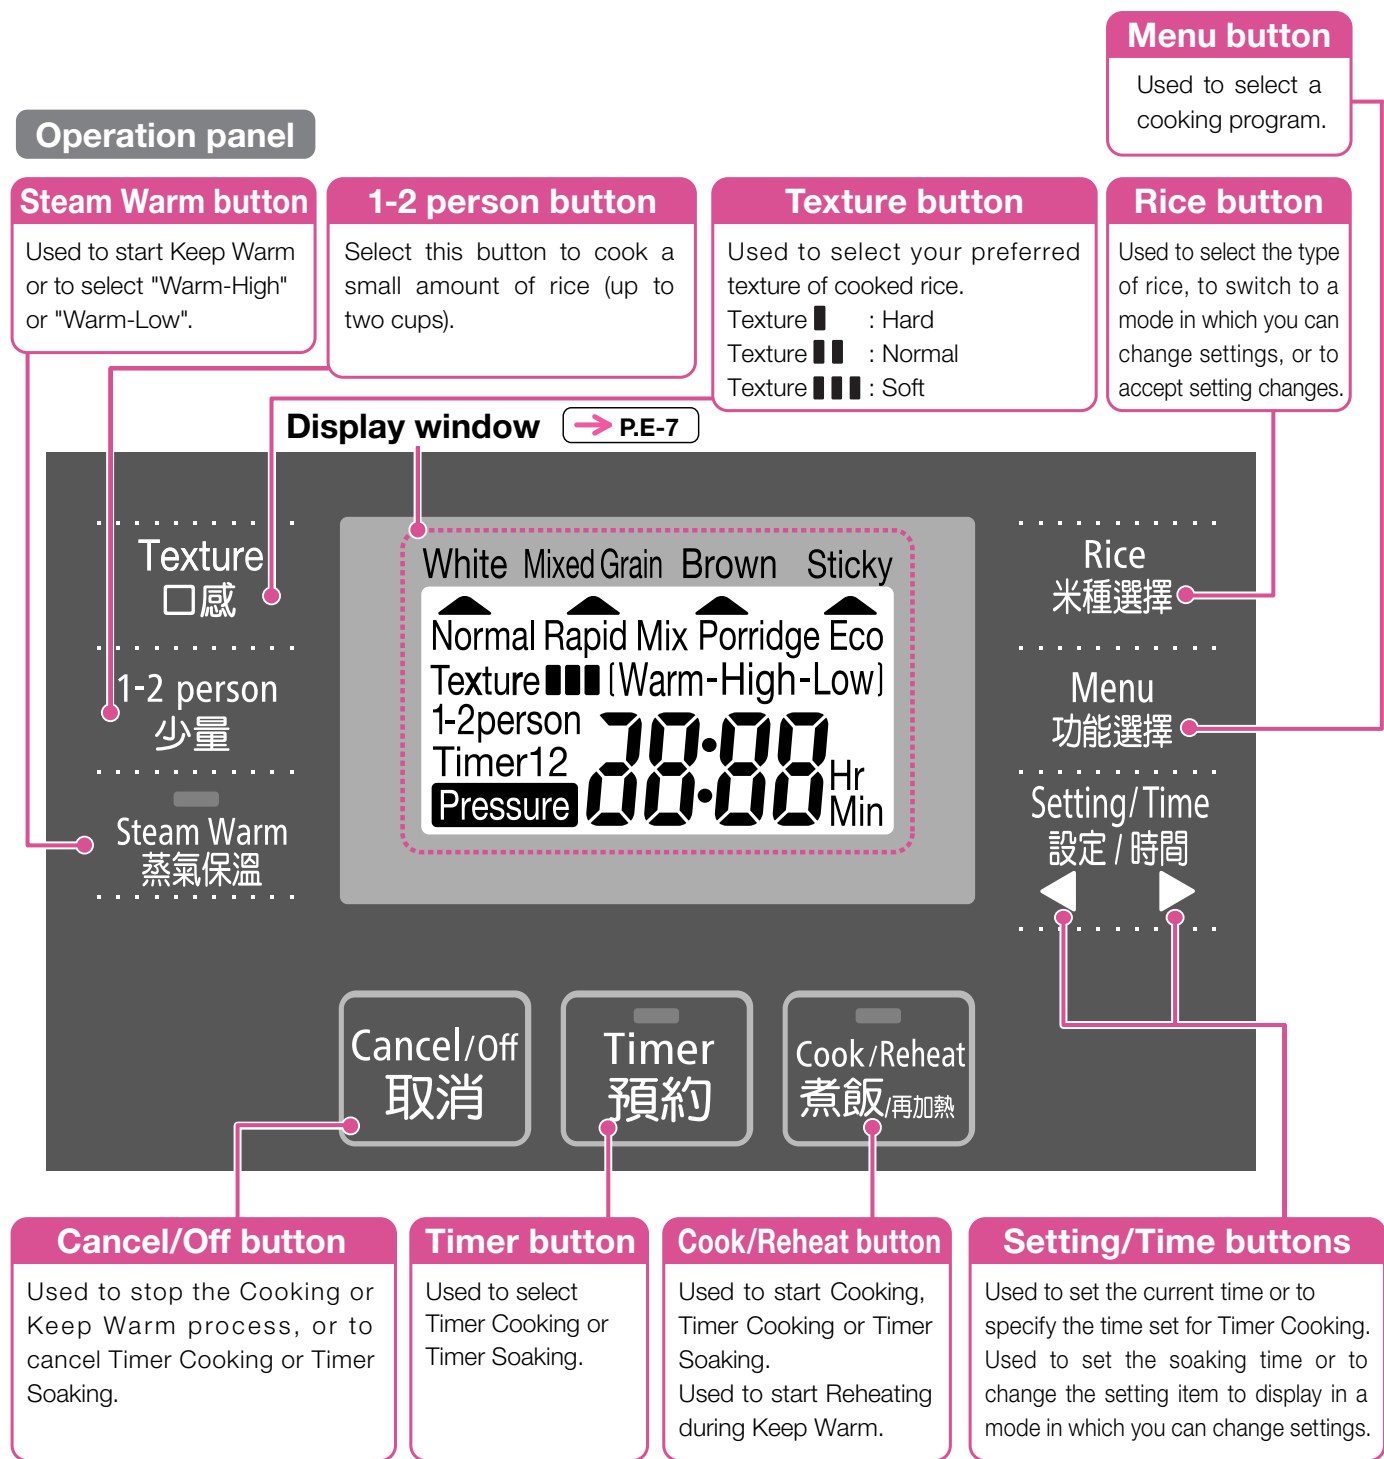 Menu button
Used to select a
cooking program.
Operation panel
Steam Warm button
Used to start Keep Warm
or to select "Warm-High"
or "Warm-Low".
1-2 person button
Select this button to cook a
small amount of rice (up to
two cups).
Texture button
Used to select your preferred
texture of cooked rice.
Texture ▮ : Hard
Texture ▮▮ : Normal
Texture ▮▮▮ : Soft
Rice button
Used to select the type
of rice, to switch to a
mode in which you can
change settings, or to
accept setting changes.
Display window → P.E-7
Texture
口感
1-2 person
少量
Steam Warm
蒸氣保溫
White Mixed Grain Brown Sticky
Normal Rapid Mix Porridge Eco
Texture ▮▮▮ (Warm-High-Low)
1-2person
Timer12
Pressure
28:88
Hr
Min
Rice
米種選擇
Menu
功能選擇
Setting/Time
設定/時間
◀ ▶
Cancel/Off
取消
Timer
預約
Cook/Reheat
煮飯/再加熱
Cancel/Off button
Used to stop the Cooking or
Keep Warm process, or to
cancel Timer Cooking or Timer
Soaking.
Timer button
Used to select
Timer Cooking or
Timer Soaking.
Cook/Reheat button
Used to start Cooking,
Timer Cooking or Timer
Soaking.
Used to start Reheating
during Keep Warm.
Setting/Time buttons
Used to set the current time or to
specify the time set for Timer Cooking.
Used to set the soaking time or to
change the setting item to display in a
mode in which you can change settings.